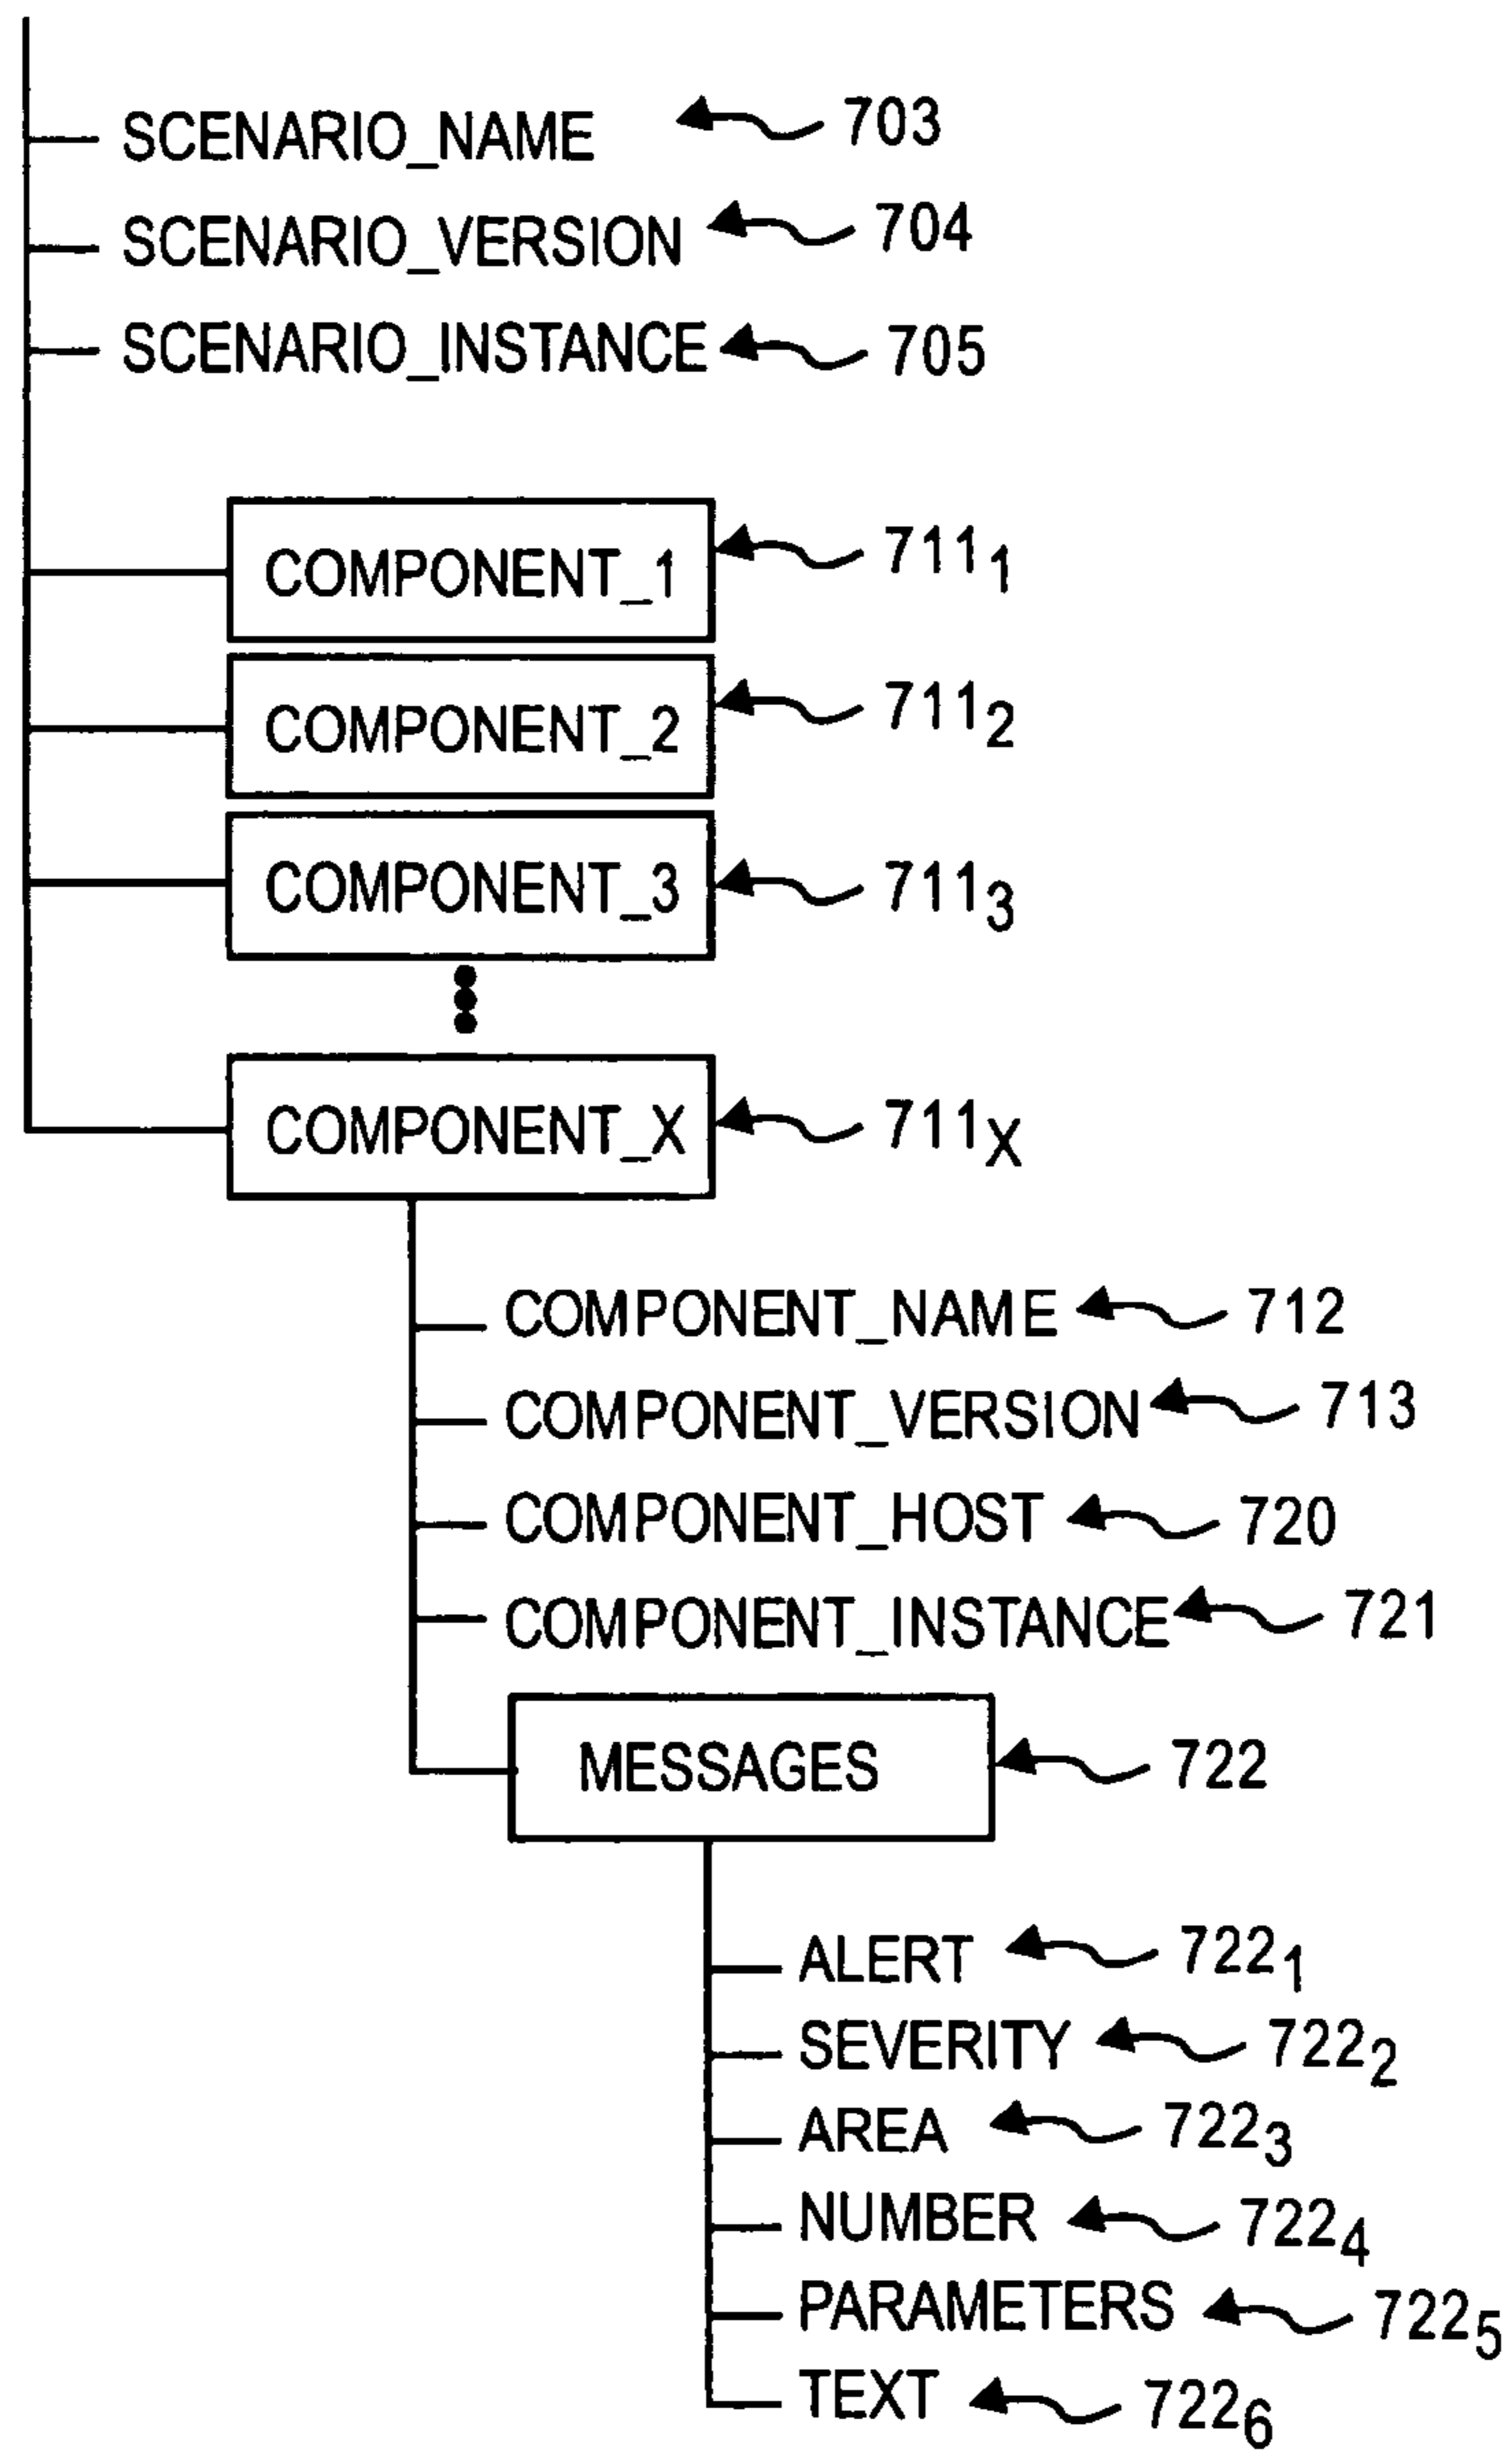 SCENARIO_NAME 703
SCENARIO_VERSION 704
SCENARIO_INSTANCE 705
COMPONENT_1 711₁
COMPONENT_2 711₂
COMPONENT_3 711₃
COMPONENT_X 711ₓ
COMPONENT_NAME 712
COMPONENT_VERSION 713
COMPONENT_HOST 720
COMPONENT_INSTANCE 721
MESSAGES 722
ALERT 722₁
SEVERITY 722₂
AREA 722₃
NUMBER 722₄
PARAMETERS 722₅
TEXT 722₆